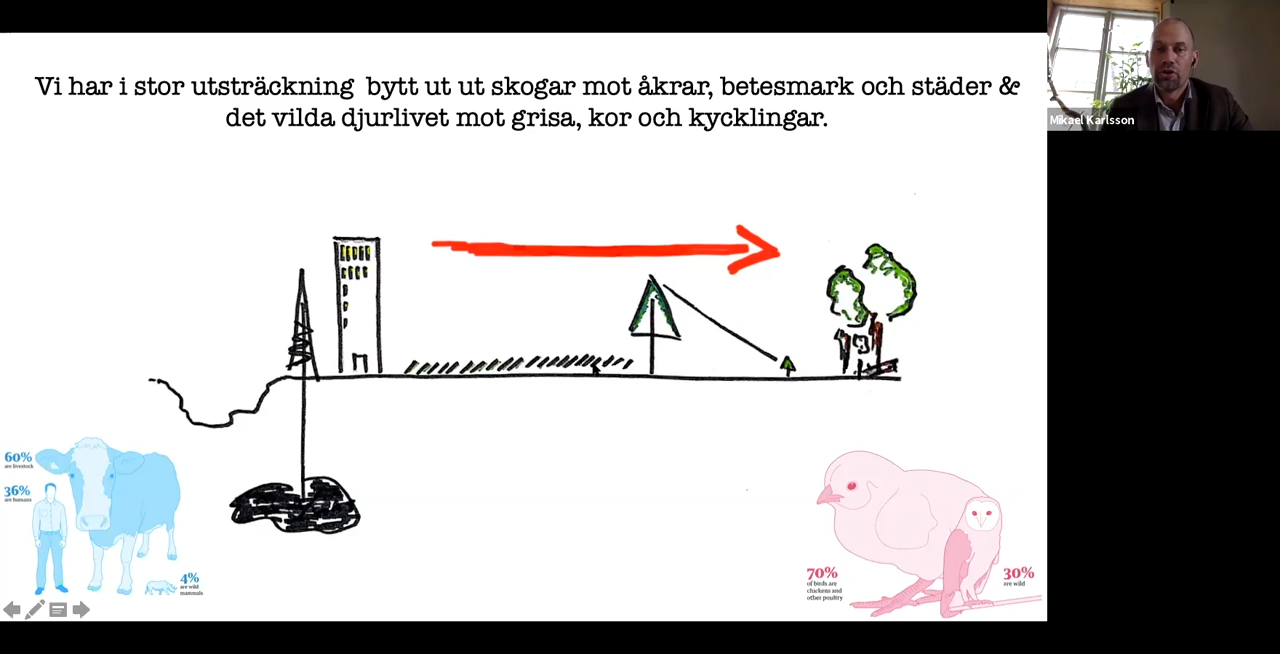 Vi har i stor utsträckning bytt ut ut skogar mot åkrar, betesmark och städer &
det vilda djurlivet mot grisa, kor och kycklingar.
Mikael Karlsson
60%
are livestock
36%
are humans
4%
are wild
mammals
70%
of birds are
chickens and
other poultry
30%
are wild